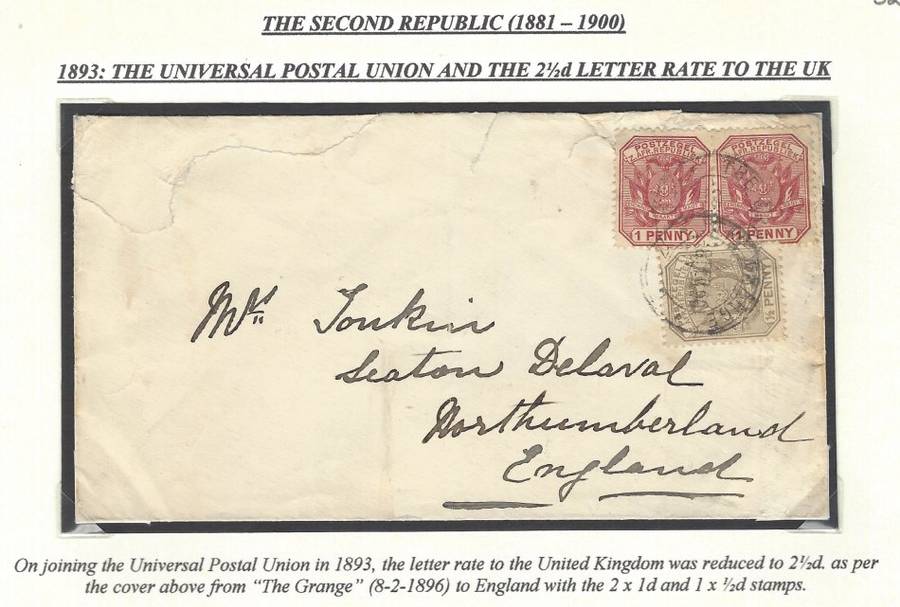 THE SECOND REPUBLIC (1881 – 1900)
1893: THE UNIVERSAL POSTAL UNION AND THE 2½d LETTER RATE TO THE UK
POSTZEGEL POSTZEGEL
Z. AFR. REPUBLIEK
1 PENNY 1 PENNY
½ PENNY
Mrs Tonkin
Seaton Delaval
Northumberland
England
On joining the Universal Postal Union in 1893, the letter rate to the United Kingdom was reduced to 2½d. as per
the cover above from “The Grange” (8-2-1896) to England with the 2 x 1d and 1 x ½d stamps.